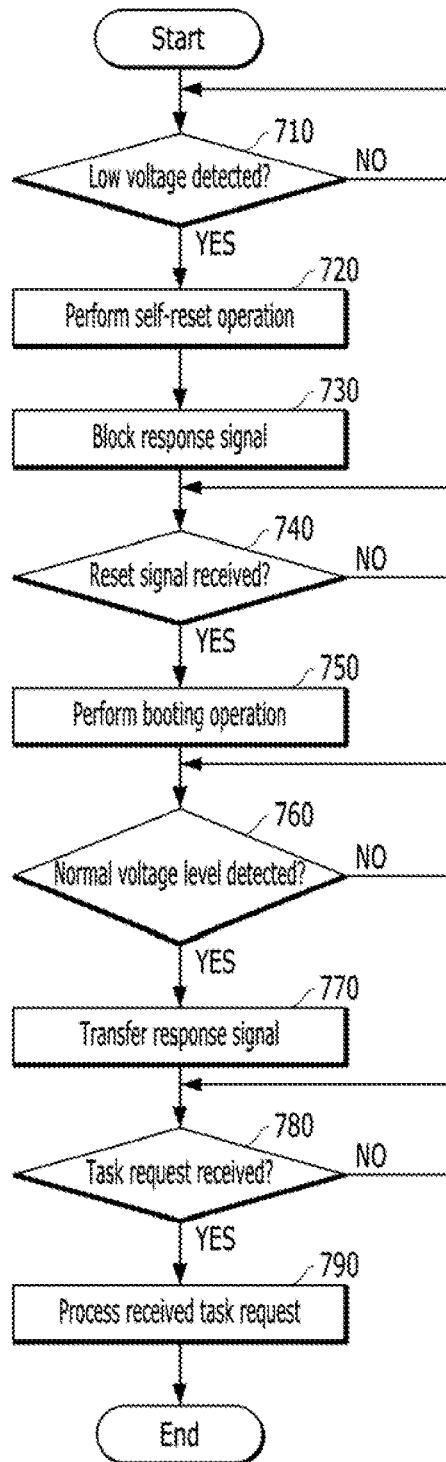 Start
710
Low voltage detected?
NO
YES
720
Perform self-reset operation
730
Block response signal
740
Reset signal received?
NO
YES
750
Perform booting operation
760
Normal voltage level detected?
NO
YES
770
Transfer response signal
780
Task request received?
NO
YES
790
Process received task request
End